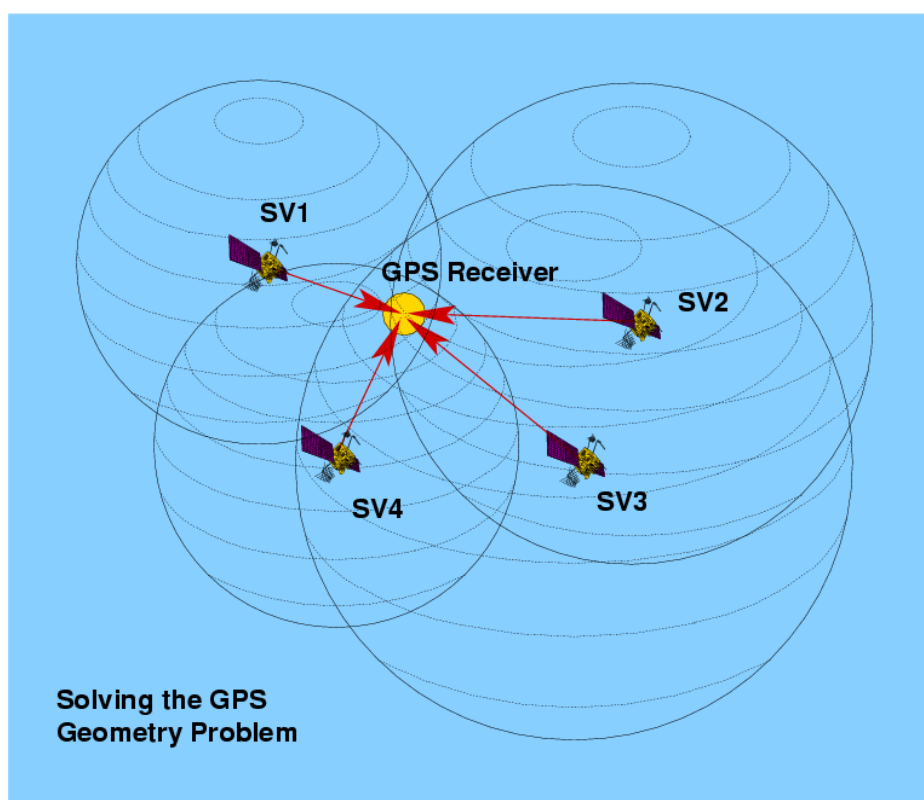 SV1
GPS Receiver
SV2
SV3
SV4
Solving the GPS
Geometry Problem